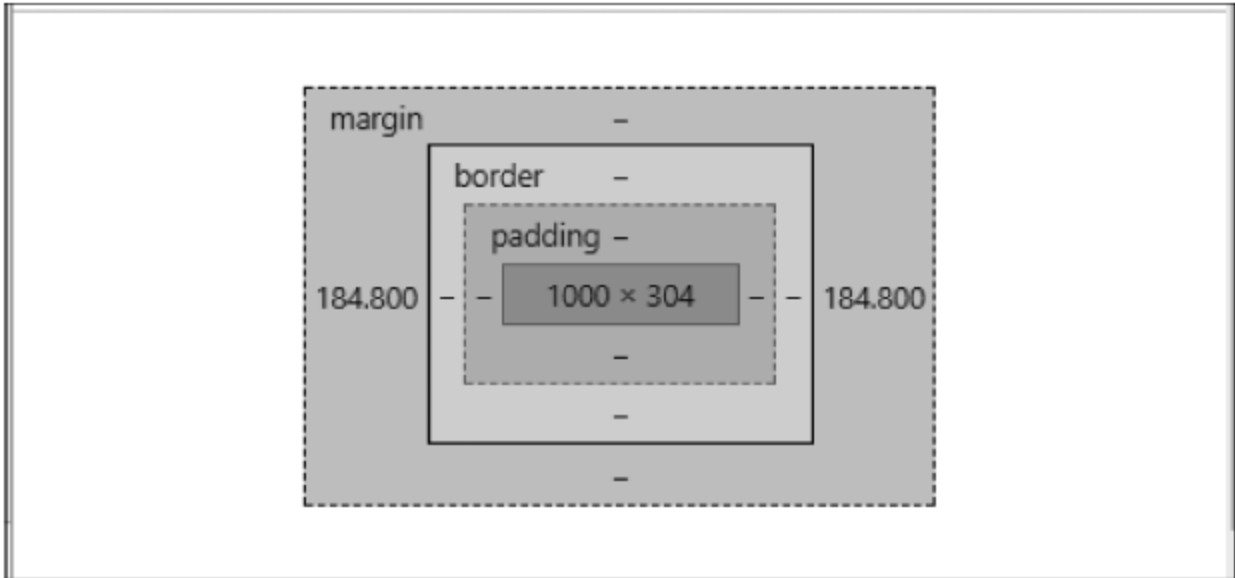 margin –
border –
padding –
184.800 – – 1000 × 304 – – 184.800
–
–
–